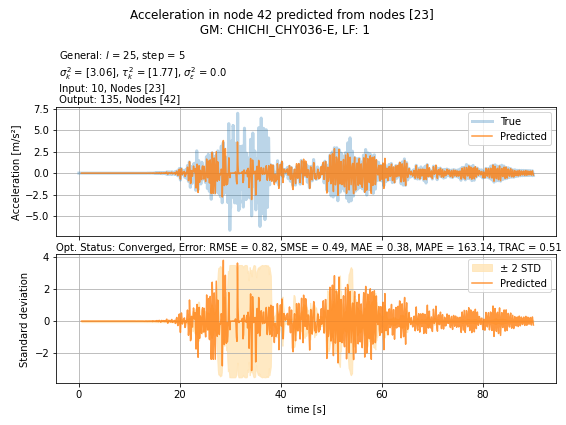 Acceleration in node 42 predicted from nodes [23]
GM: CHICHI_CHY036-E, LF: 1
General: l = 25, step = 5
σ²ₖ = [3.06], τ²ₖ = [1.77], σ²ε = 0.0
Input: 10, Nodes [23]
Output: 135, Nodes [42]
Acceleration [m/s²]
7.5
5.0
2.5
0.0
−2.5
−5.0
True
Predicted
Opt. Status: Converged, Error: RMSE = 0.82, SMSE = 0.49, MAE = 0.38, MAPE = 163.14, TRAC = 0.51
Standard deviation
4
2
0
−2
± 2 STD
Predicted
0
20
40
60
80
time [s]